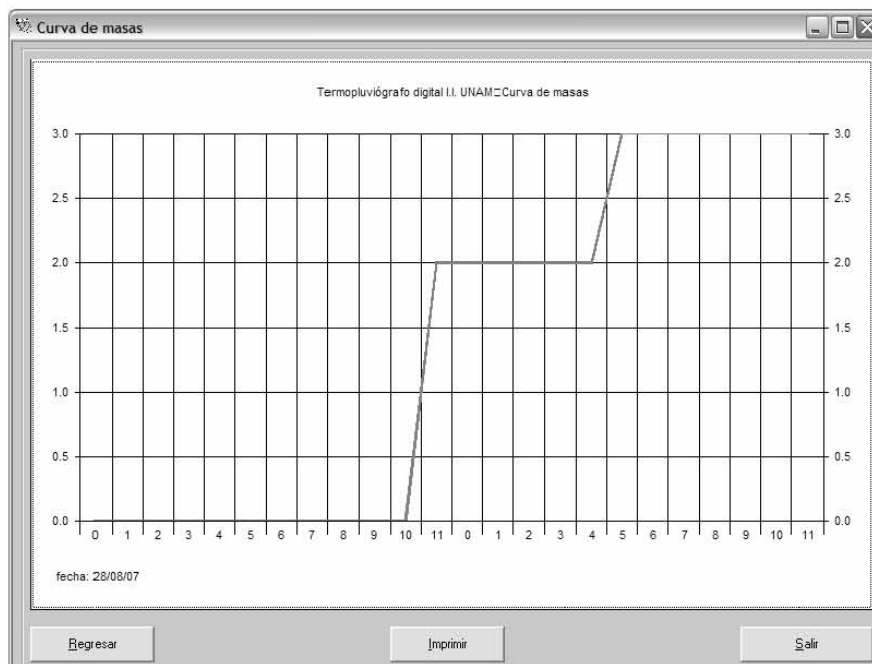 Curva de masas
Termopluviógrafo digital I.I. UNAM□Curva de masas
3.0 3.0
2.5 2.5
2.0 2.0
1.5 1.5
1.0 1.0
0.5 0.5
0.0 0.0
0 1 2 3 4 5 6 7 8 9 10 11 0 1 2 3 4 5 6 7 8 9 10 11
fecha: 28/08/07
Regresar Imprimir Salir